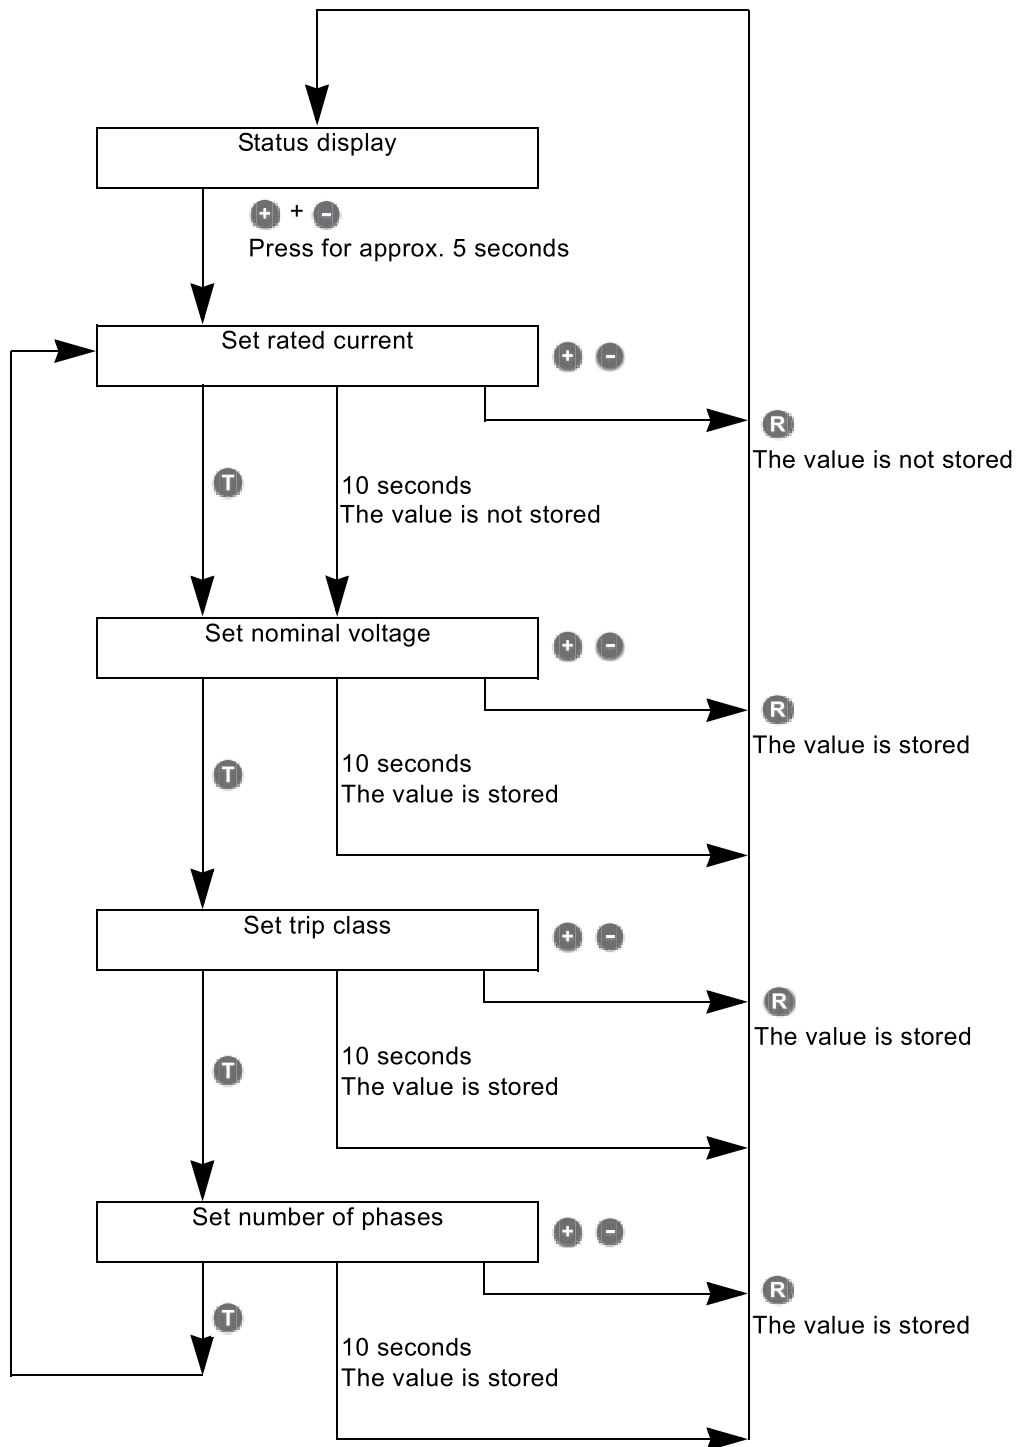 Status display
+ + -
Press for approx. 5 seconds
Set rated current
+ -
R
The value is not stored
T
10 seconds
The value is not stored
Set nominal voltage
+ -
R
The value is stored
T
10 seconds
The value is stored
Set trip class
+ -
R
The value is stored
T
10 seconds
The value is stored
Set number of phases
+ -
R
The value is stored
T
10 seconds
The value is stored